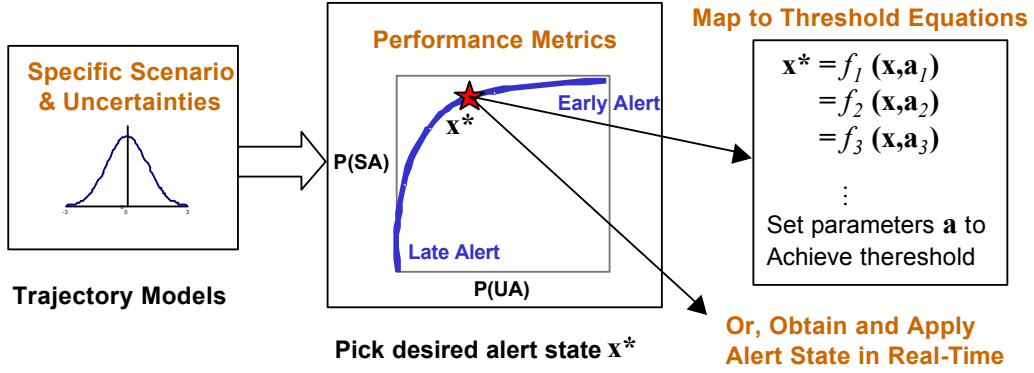 Specific Scenario
& Uncertainties
-3
0
3
Trajectory Models
Performance Metrics
P(SA)
x*
Early Alert
Late Alert
P(UA)
Pick desired alert state x*
Map to Threshold Equations
x* = f1 (x,a1)
= f2 (x,a2)
= f3 (x,a3)
⋮
Set parameters a to
Achieve thereshold
Or, Obtain and Apply
Alert State in Real-Time